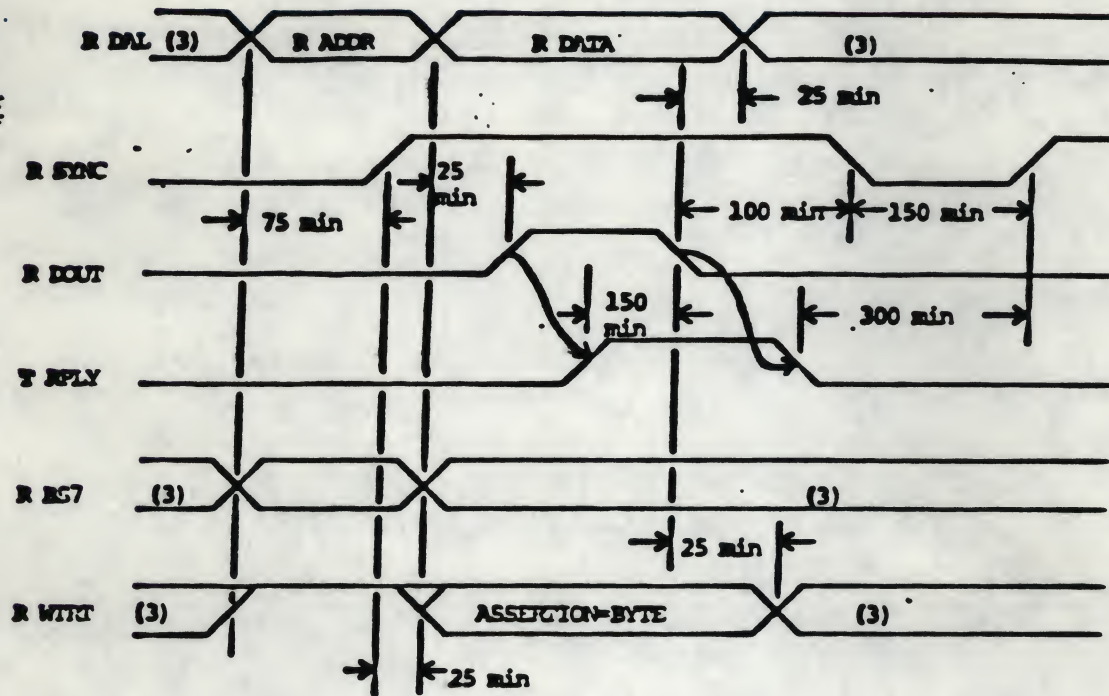 R DAL (3) R ADDR R DATA (3)
25 min
R SYNC
25 min
75 min
100 min 150 min
R DOUT
150 min
300 min
T RPLY
R BS7 (3) (3)
25 min
R WTBT (3) ASSERTION=BYTE (3)
25 min